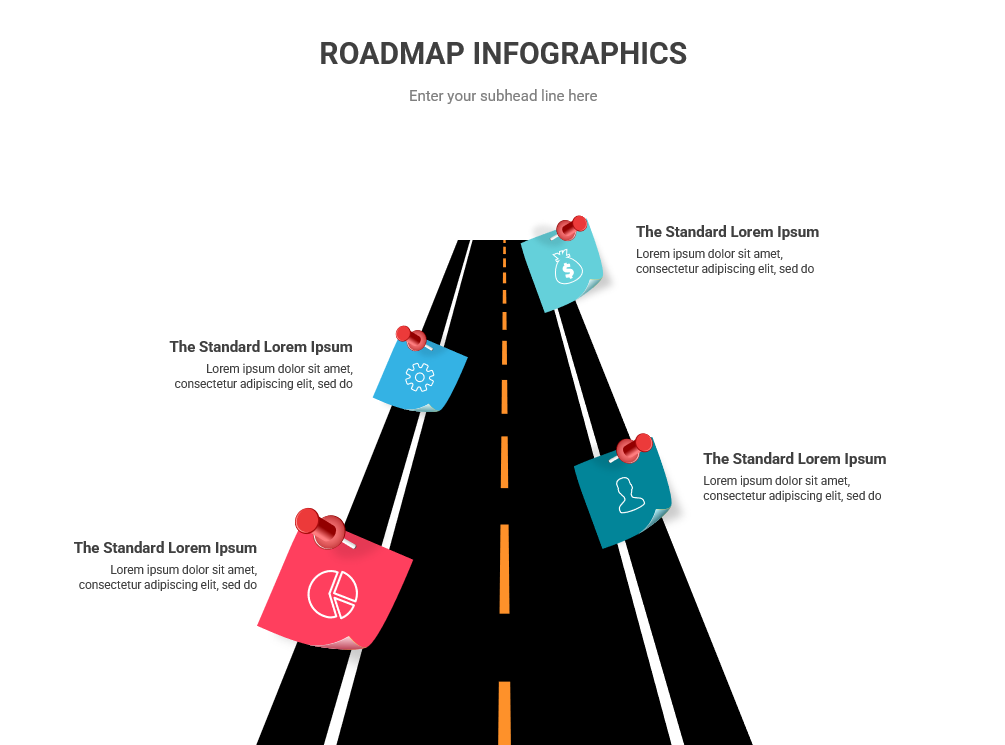 ROADMAP INFOGRAPHICS
Enter your subhead line here
The Standard Lorem Ipsum
Lorem ipsum dolor sit amet,
consectetur adipiscing elit, sed do
The Standard Lorem Ipsum
Lorem ipsum dolor sit amet,
consectetur adipiscing elit, sed do
The Standard Lorem Ipsum
Lorem ipsum dolor sit amet,
consectetur adipiscing elit, sed do
The Standard Lorem Ipsum
Lorem ipsum dolor sit amet,
consectetur adipiscing elit, sed do